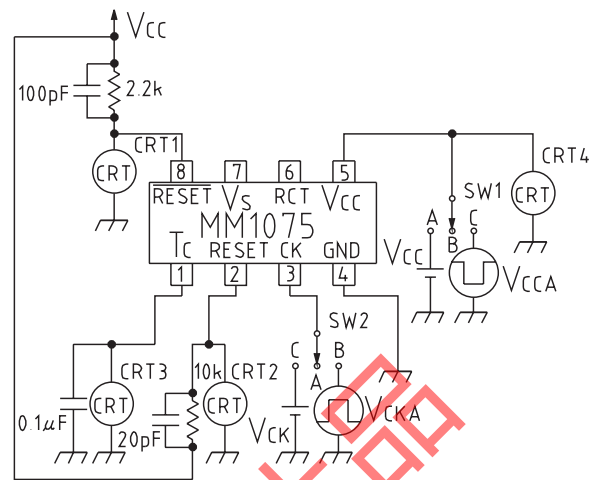 VCC
100pF
2.2k
CRT1
CRT
8 7 6 5
RESET VS RCT VCC
MM1075
TC RESET CK GND
1 2 3 4
CRT4
CRT
SW1
A B C
VCC
VCCA
SW2
C A B
CRT3
CRT
0.1μF
10k
CRT2
CRT
20pF
VCK
VCKA